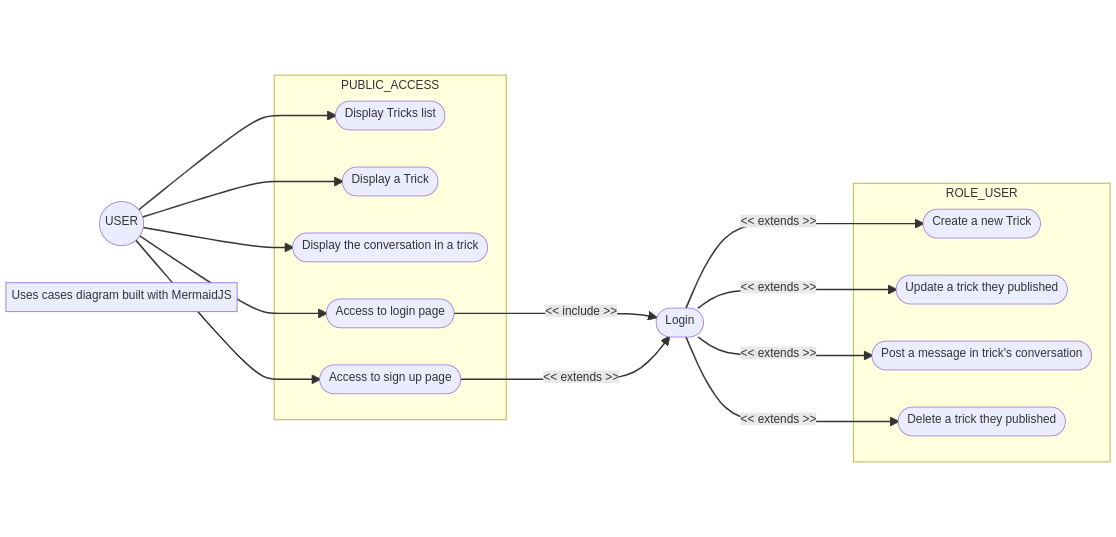 PUBLIC_ACCESS
Display Tricks list
Display a Trick
USER
Display the conversation in a trick
Uses cases diagram built with MermaidJS
Access to login page
Access to sign up page
<< include >>
<< extends >>
Login
<< extends >>
<< extends >>
<< extends >>
<< extends >>
ROLE_USER
Create a new Trick
Update a trick they published
Post a message in trick's conversation
Delete a trick they published